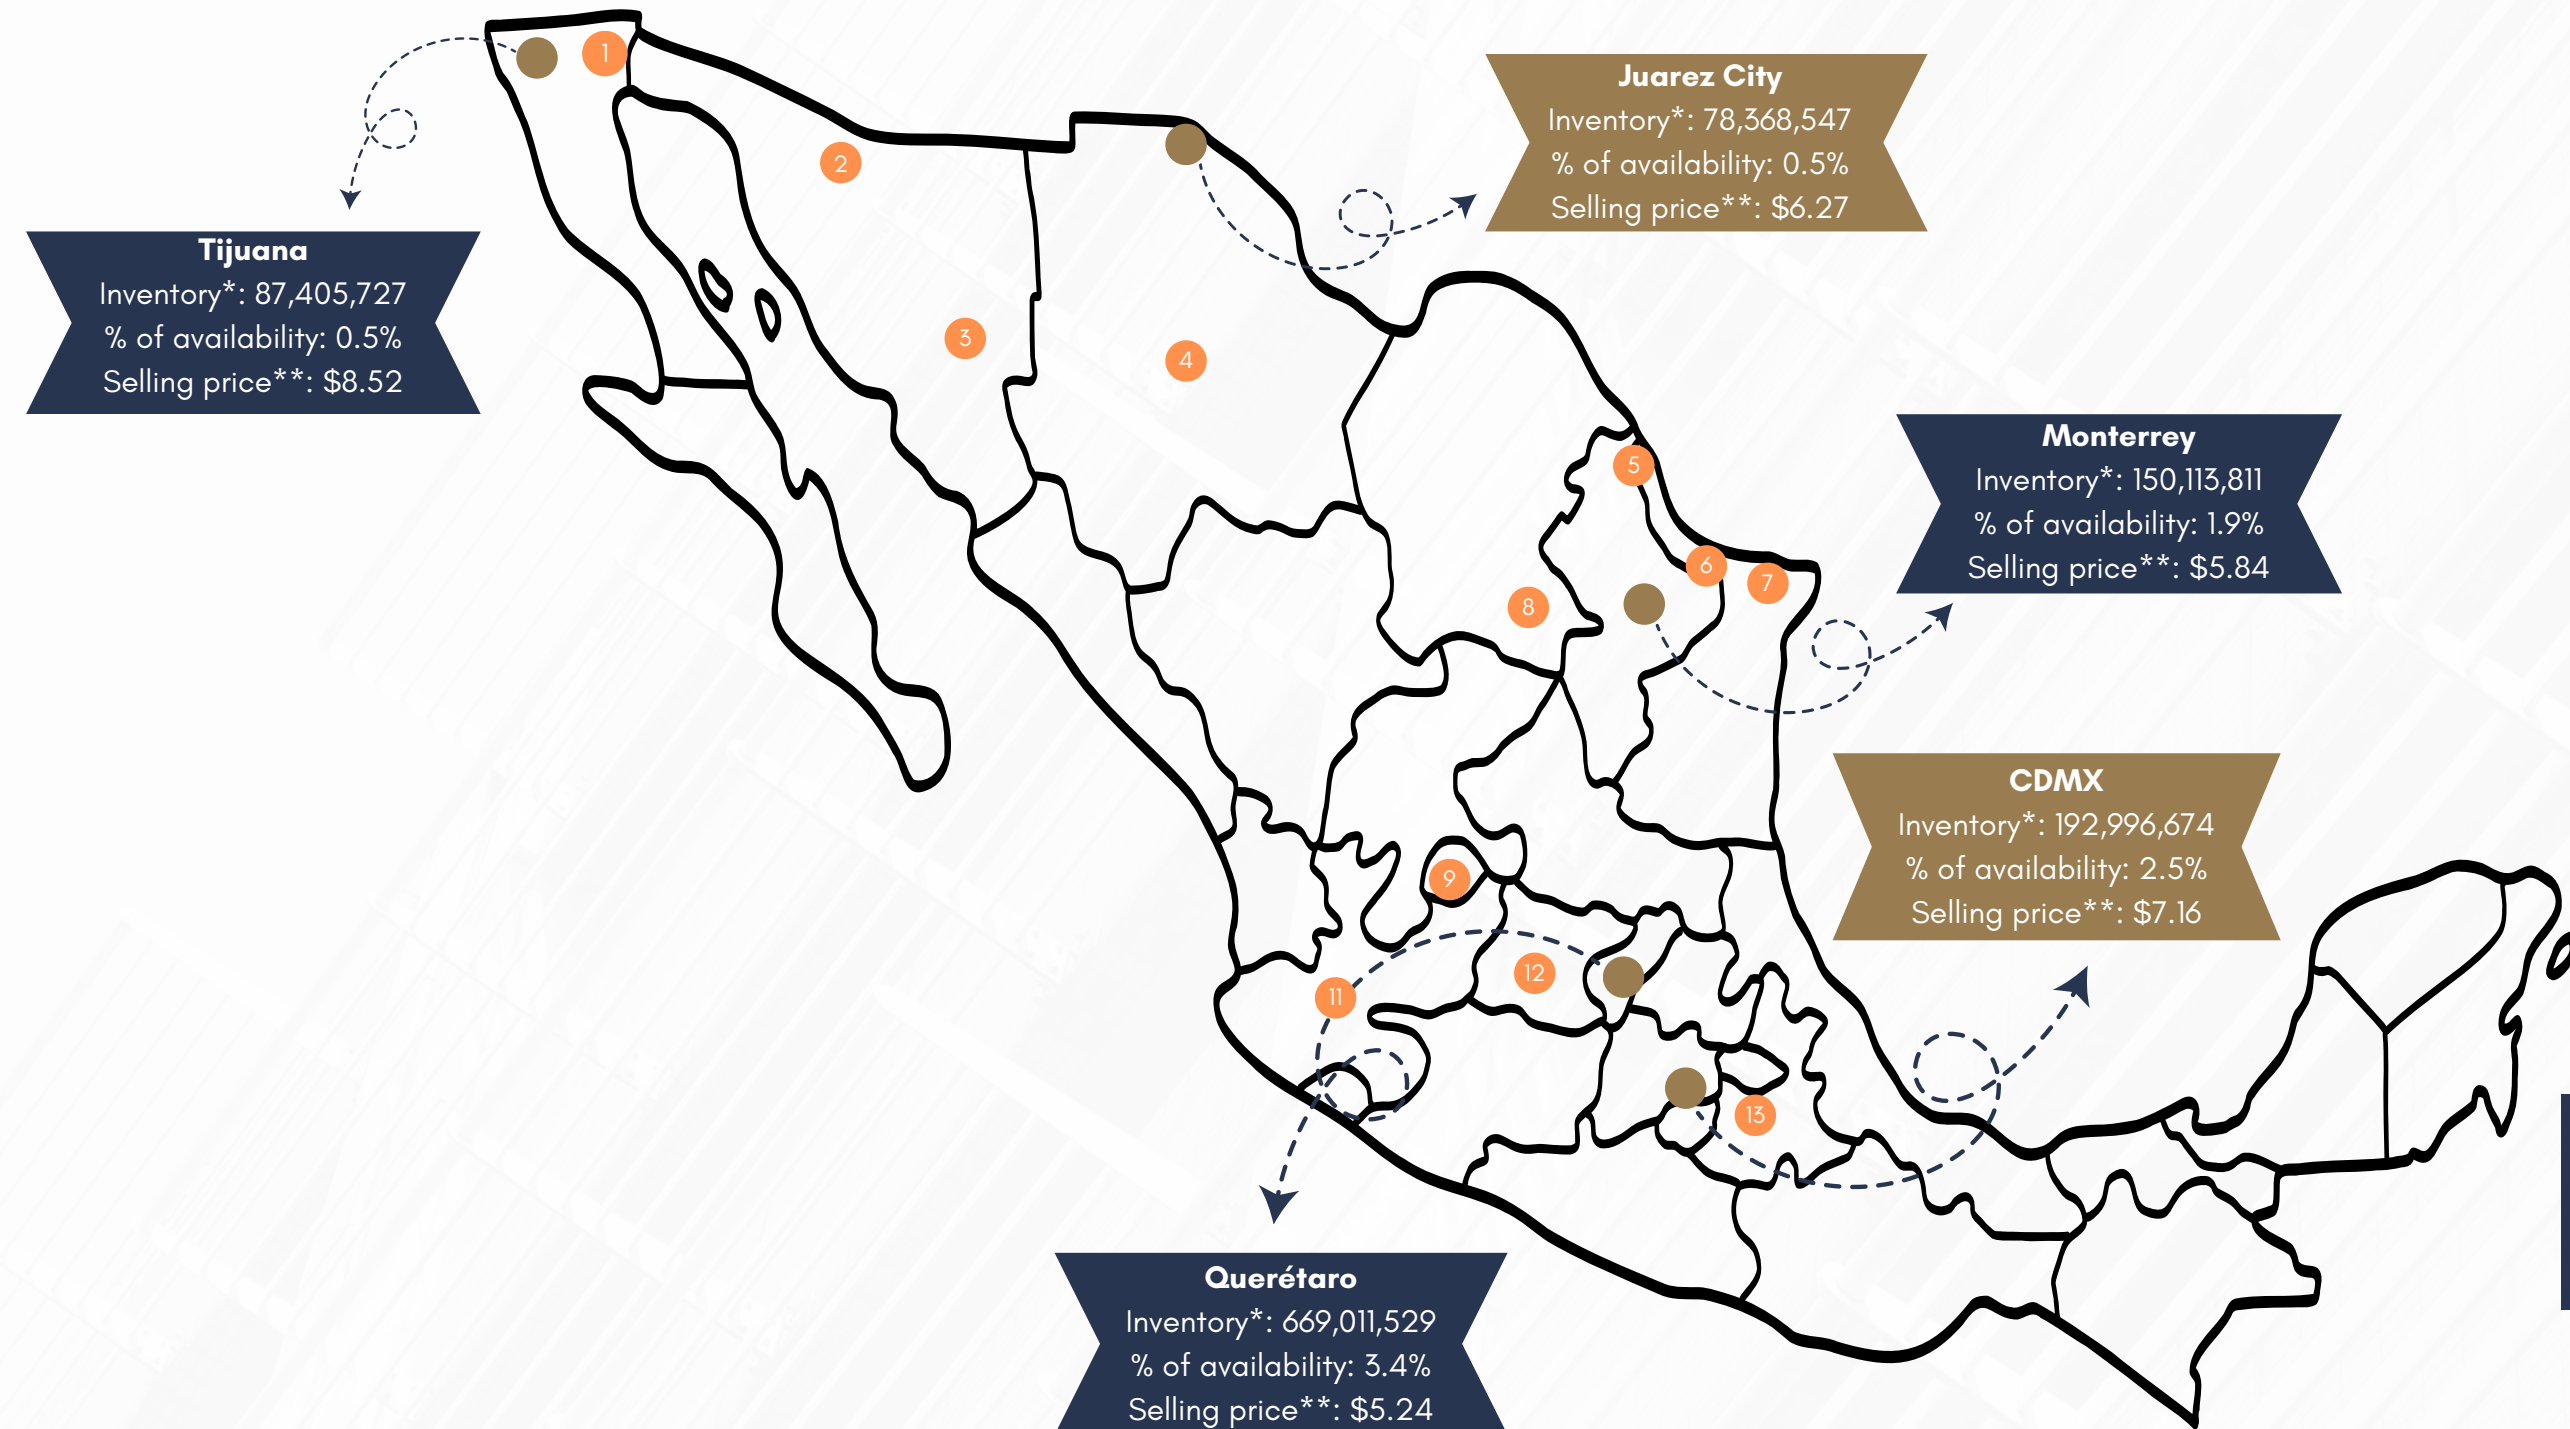 1
2
3
4
5
6
7
8
9
11
12
13
Juarez City
Inventory*: 78,368,547
% of availability: 0.5%
Selling price**: $6.27
Tijuana
Inventory*: 87,405,727
% of availability: 0.5%
Selling price**: $8.52
Monterrey
Inventory*: 150,113,811
% of availability: 1.9%
Selling price**: $5.84
CDMX
Inventory*: 192,996,674
% of availability: 2.5%
Selling price**: $7.16
Querétaro
Inventory*: 669,011,529
% of availability: 3.4%
Selling price**: $5.24